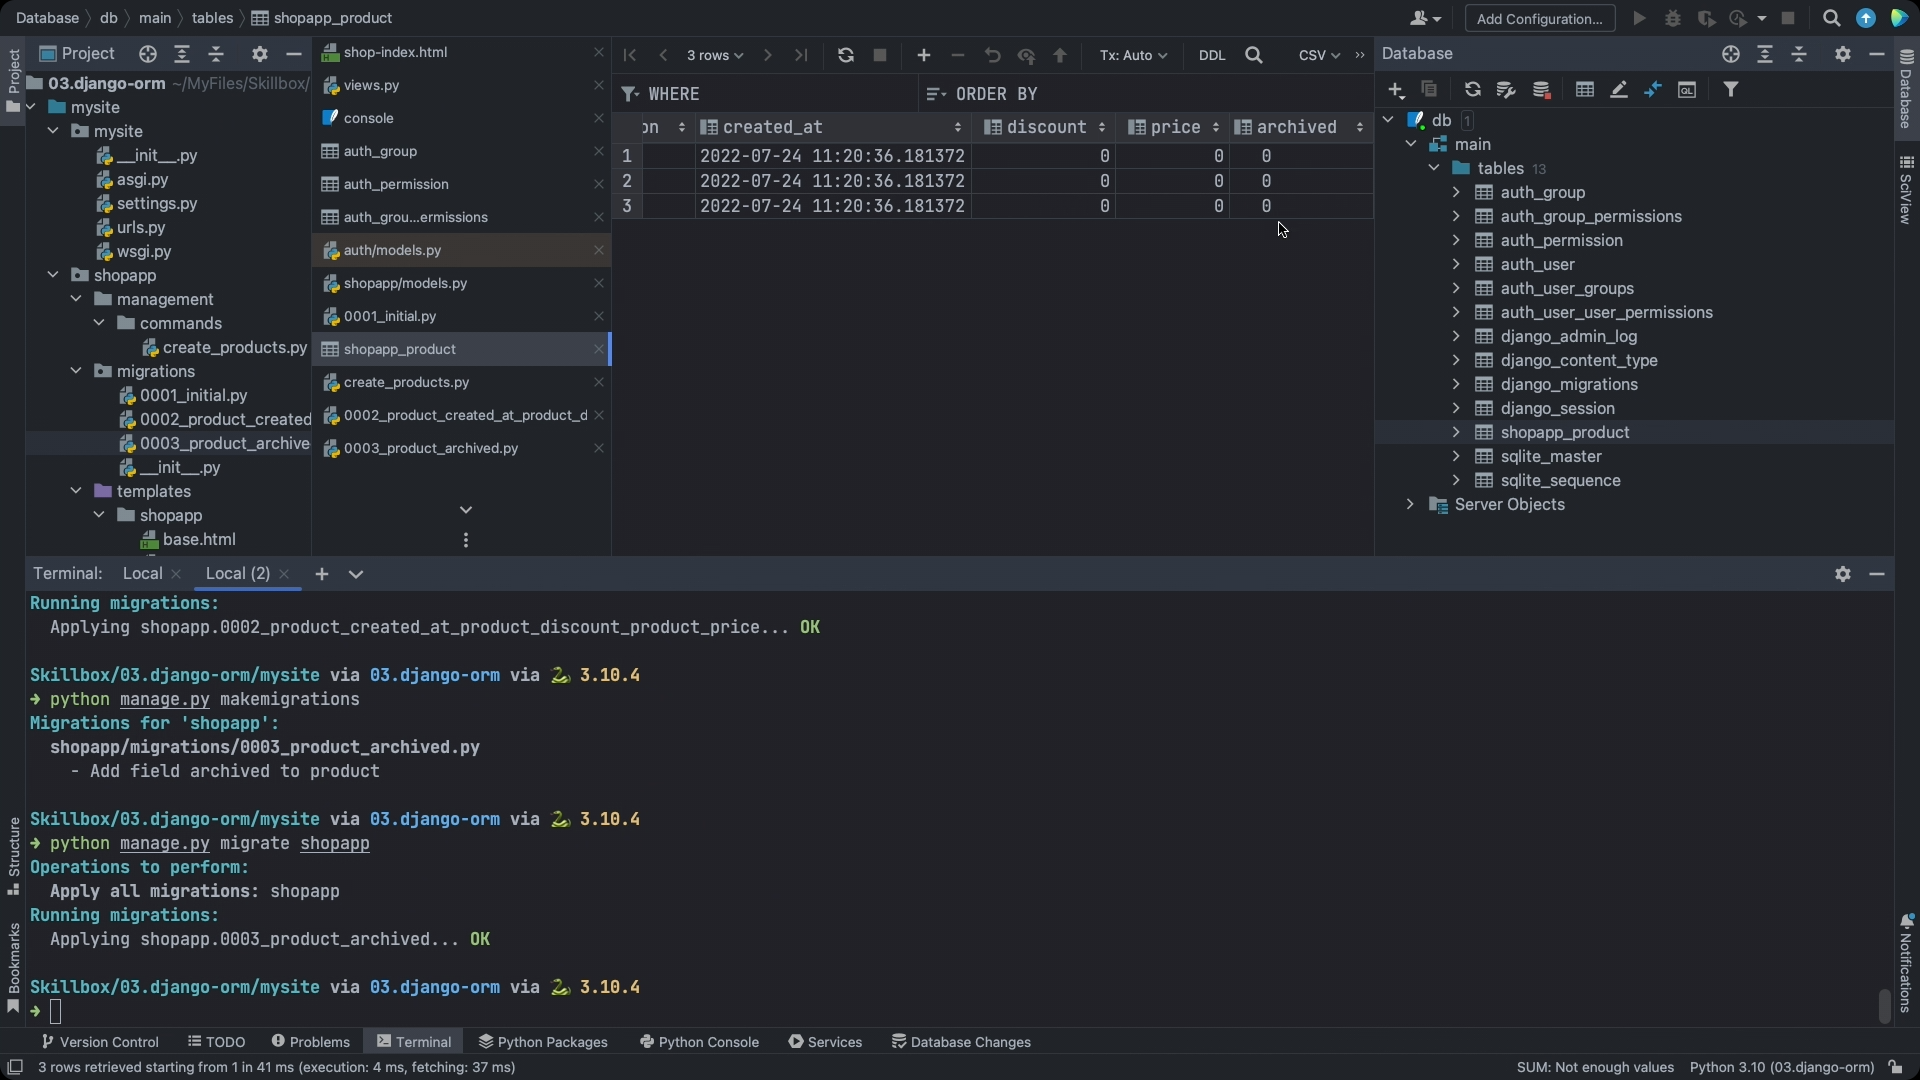 Database db main tables shopapp_product
Add Configuration...
Project
Project
03.django-orm ~/MyFiles/Skillbox/
mysite
mysite
__init__.py
asgi.py
settings.py
urls.py
wsgi.py
shopapp
management
commands
create_products.py
migrations
0001_initial.py
0002_product_created
0003_product_archive
__init__.py
templates
shopapp
base.html
shop-index.html
views.py
console
auth_group
auth_permission
auth_grou...ermissions
auth/models.py
shopapp/models.py
0001_initial.py
shopapp_product
create_products.py
0002_product_created_at_product_d
0003_product_archived.py
3 rows Tx: Auto DDL CSV
WHERE ORDER BY
on created_at discount price archived
1 2022-07-24 11:20:36.181372 0 0 0
2 2022-07-24 11:20:36.181372 0 0 0
3 2022-07-24 11:20:36.181372 0 0 0
Database
QL
db 1
main
tables 13
auth_group
auth_group_permissions
auth_permission
auth_user
auth_user_groups
auth_user_user_permissions
django_admin_log
django_content_type
django_migrations
django_session
shopapp_product
sqlite_master
sqlite_sequence
Server Objects
Database
SciView
Notifications
Structure
Bookmarks
Terminal: Local Local (2)
Running migrations:
Applying shopapp.0002_product_created_at_product_discount_product_price... OK
Skillbox/03.django-orm/mysite via 03.django-orm via 🐍 3.10.4
➜ python manage.py makemigrations
Migrations for 'shopapp':
shopapp/migrations/0003_product_archived.py
- Add field archived to product
Skillbox/03.django-orm/mysite via 03.django-orm via 🐍 3.10.4
➜ python manage.py migrate shopapp
Operations to perform:
Apply all migrations: shopapp
Running migrations:
Applying shopapp.0003_product_archived... OK
Skillbox/03.django-orm/mysite via 03.django-orm via 🐍 3.10.4
➜
Version Control TODO Problems Terminal Python Packages Python Console Services Database Changes
3 rows retrieved starting from 1 in 41 ms (execution: 4 ms, fetching: 37 ms) SUM: Not enough values Python 3.10 (03.django-orm)